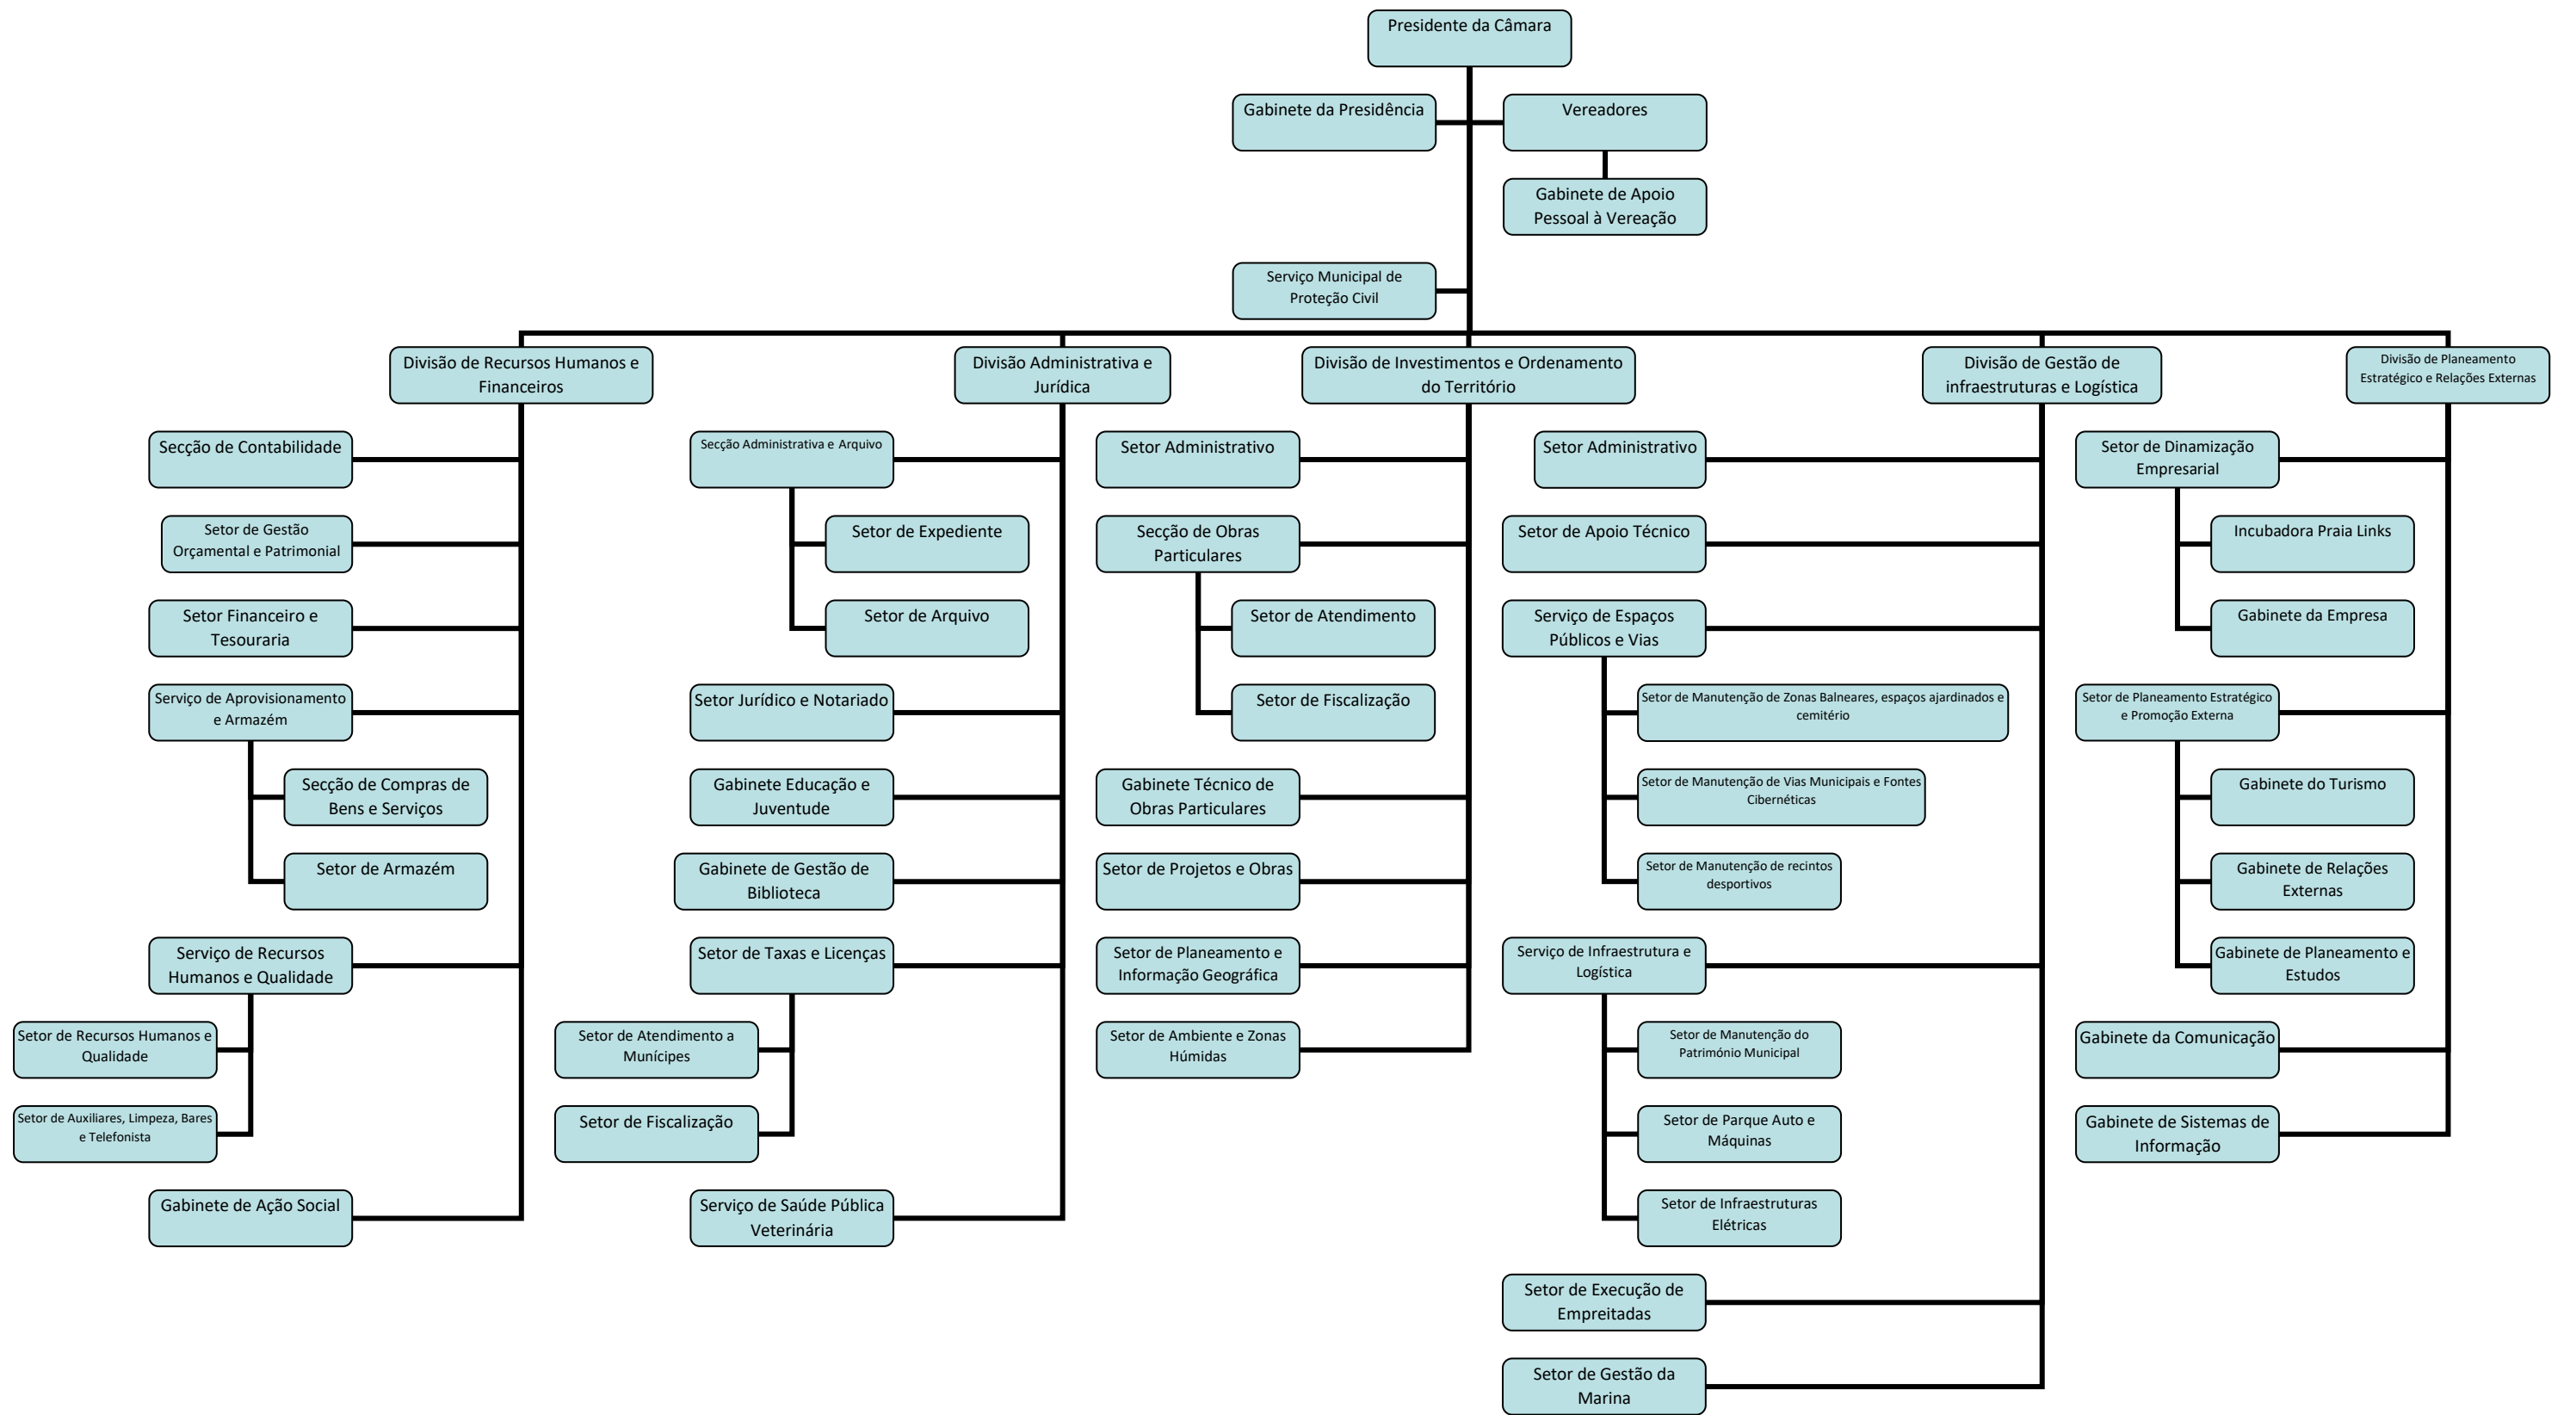 Presidente da Câmara
Gabinete da Presidência
Vereadores
Gabinete de Apoio
Pessoal à Vereação
Serviço Municipal de
Proteção Civil
Divisão de Recursos Humanos e
Financeiros
Secção de Contabilidade
Setor de Gestão
Orçamental e Patrimonial
Setor Financeiro e
Tesouraria
Serviço de Aprovisionamento
e Armazém
Secção de Compras de
Bens e Serviços
Setor de Armazém
Serviço de Recursos
Humanos e Qualidade
Setor de Recursos Humanos e
Qualidade
Setor de Auxiliares, Limpeza, Bares
e Telefonista
Gabinete de Ação Social
Divisão Administrativa e
Jurídica
Secção Administrativa e Arquivo
Setor de Expediente
Setor de Arquivo
Setor Jurídico e Notariado
Gabinete Educação e
Juventude
Gabinete de Gestão de
Biblioteca
Setor de Taxas e Licenças
Setor de Atendimento a
Munícipes
Setor de Fiscalização
Serviço de Saúde Pública
Veterinária
Divisão de Investimentos e Ordenamento
do Território
Setor Administrativo
Secção de Obras
Particulares
Setor de Atendimento
Setor de Fiscalização
Gabinete Técnico de
Obras Particulares
Setor de Projetos e Obras
Setor de Planeamento e
Informação Geográfica
Setor de Ambiente e Zonas
Húmidas
Divisão de Gestão de
infraestruturas e Logística
Setor Administrativo
Setor de Apoio Técnico
Serviço de Espaços
Públicos e Vias
Setor de Manutenção de Zonas Balneares, espaços ajardinados e
cemitério
Setor de Manutenção de Vias Municipais e Fontes
Cibernéticas
Setor de Manutenção de recintos
desportivos
Serviço de Infraestrutura e
Logística
Setor de Manutenção do
Património Municipal
Setor de Parque Auto e
Máquinas
Setor de Infraestruturas
Elétricas
Setor de Execução de
Empreitadas
Setor de Gestão da
Marina
Divisão de Planeamento
Estratégico e Relações Externas
Setor de Dinamização
Empresarial
Incubadora Praia Links
Gabinete da Empresa
Setor de Planeamento Estratégico
e Promoção Externa
Gabinete do Turismo
Gabinete de Relações
Externas
Gabinete de Planeamento e
Estudos
Gabinete da Comunicação
Gabinete de Sistemas de
Informação